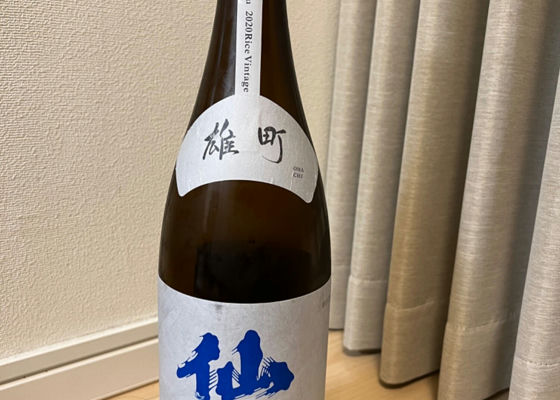 2020Rice Vintage
雄町
OMA
CHI
仙